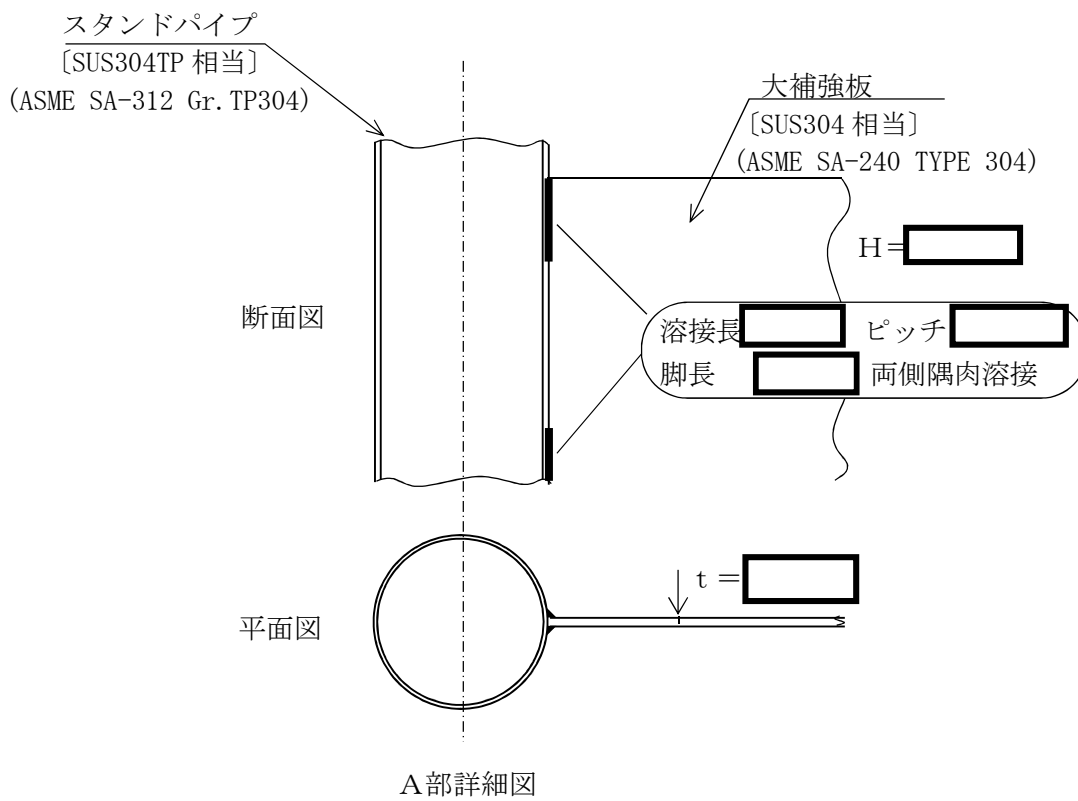 スタンドパイプ
〔SUS304TP 相当〕
(ASME SA-312 Gr.TP304)
大補強板
〔SUS304 相当〕
(ASME SA-240 TYPE 304)
H=
断面図
溶接長 ピッチ
脚長 両側隅肉溶接
t=
平面図
A部詳細図